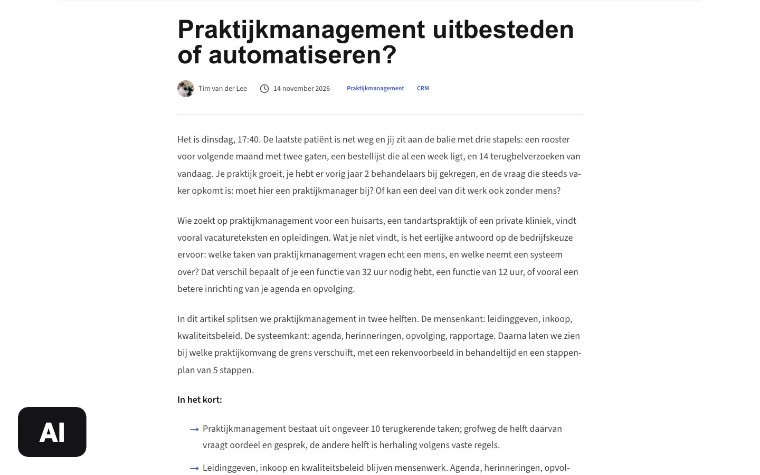 Praktijkmanagement uitbesteden
of automatiseren?
Tim van der Lee 14 november 2026 Praktijkmanagement CRM
Het is dinsdag, 17:40. De laatste patiënt is net weg en jij zit aan de balie met drie stapels: een rooster
voor volgende maand met twee gaten, een bestellijst die al een week ligt, en 14 terugbelverzoeken van
vandaag. Je praktijk groeit, je hebt er vorig jaar 2 behandelaars bij gekregen, en de vraag die steeds va-
ker opkomt is: moet hier een praktijkmanager bij? Of kan een deel van dit werk ook zonder mens?
Wie zoekt op praktijkmanagement voor een huisarts, een tandartspraktijk of een private kliniek, vindt
vooral vacatureteksten en opleidingen. Wat je niet vindt, is het eerlijke antwoord op de bedrijfskeuze
ervoor: welke taken van praktijkmanagement vragen echt een mens, en welke neemt een systeem
over? Dat verschil bepaalt of je een functie van 32 uur nodig hebt, een functie van 12 uur, of vooral een
betere inrichting van je agenda en opvolging.
In dit artikel splitsen we praktijkmanagement in twee helften. De mensenkant: leidinggeven, inkoop,
kwaliteitsbeleid. De systeemkant: agenda, herinneringen, opvolging, rapportage. Daarna laten we zien
bij welke praktijkomvang de grens verschuift, met een rekenvoorbeeld in behandeltijd en een stappen-
plan van 5 stappen.
In het kort:
→ Praktijkmanagement bestaat uit ongeveer 10 terugkerende taken; grofweg de helft daarvan
vraagt oordeel en gesprek, de andere helft is herhaling volgens vaste regels.
→ Leidinggeven, inkoop en kwaliteitsbeleid blijven mensenwerk. Agenda, herinneringen, opvol-
AI